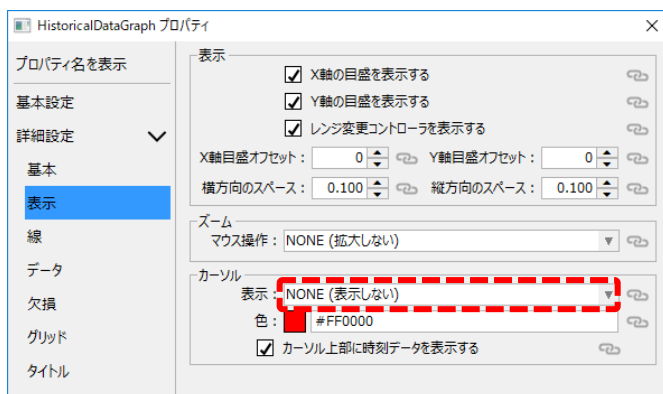 HistoricalDataGraph プロパティ
プロパティ名を表示
基本設定
詳細設定
基本
表示
線
データ
欠損
グリッド
タイトル
表示
X軸の目盛を表示する
Y軸の目盛を表示する
レンジ変更コントローラを表示する
X軸目盛オフセット： 0 Y軸目盛オフセット： 0
横方向のスペース： 0.100 縦方向のスペース： 0.100
ズーム
マウス操作： NONE (拡大しない)
カーソル
表示： NONE (表示しない)
色： #FF0000
カーソル上部に時刻データを表示する